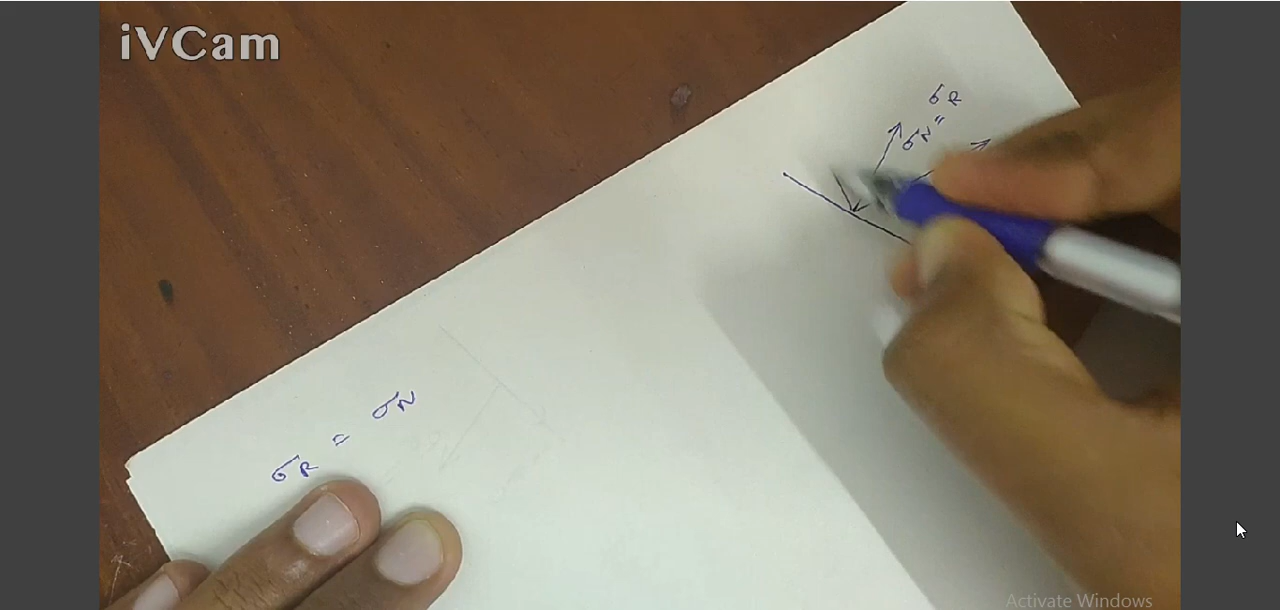 iVCam
σR
σN =
σR = σN
Activate Windows